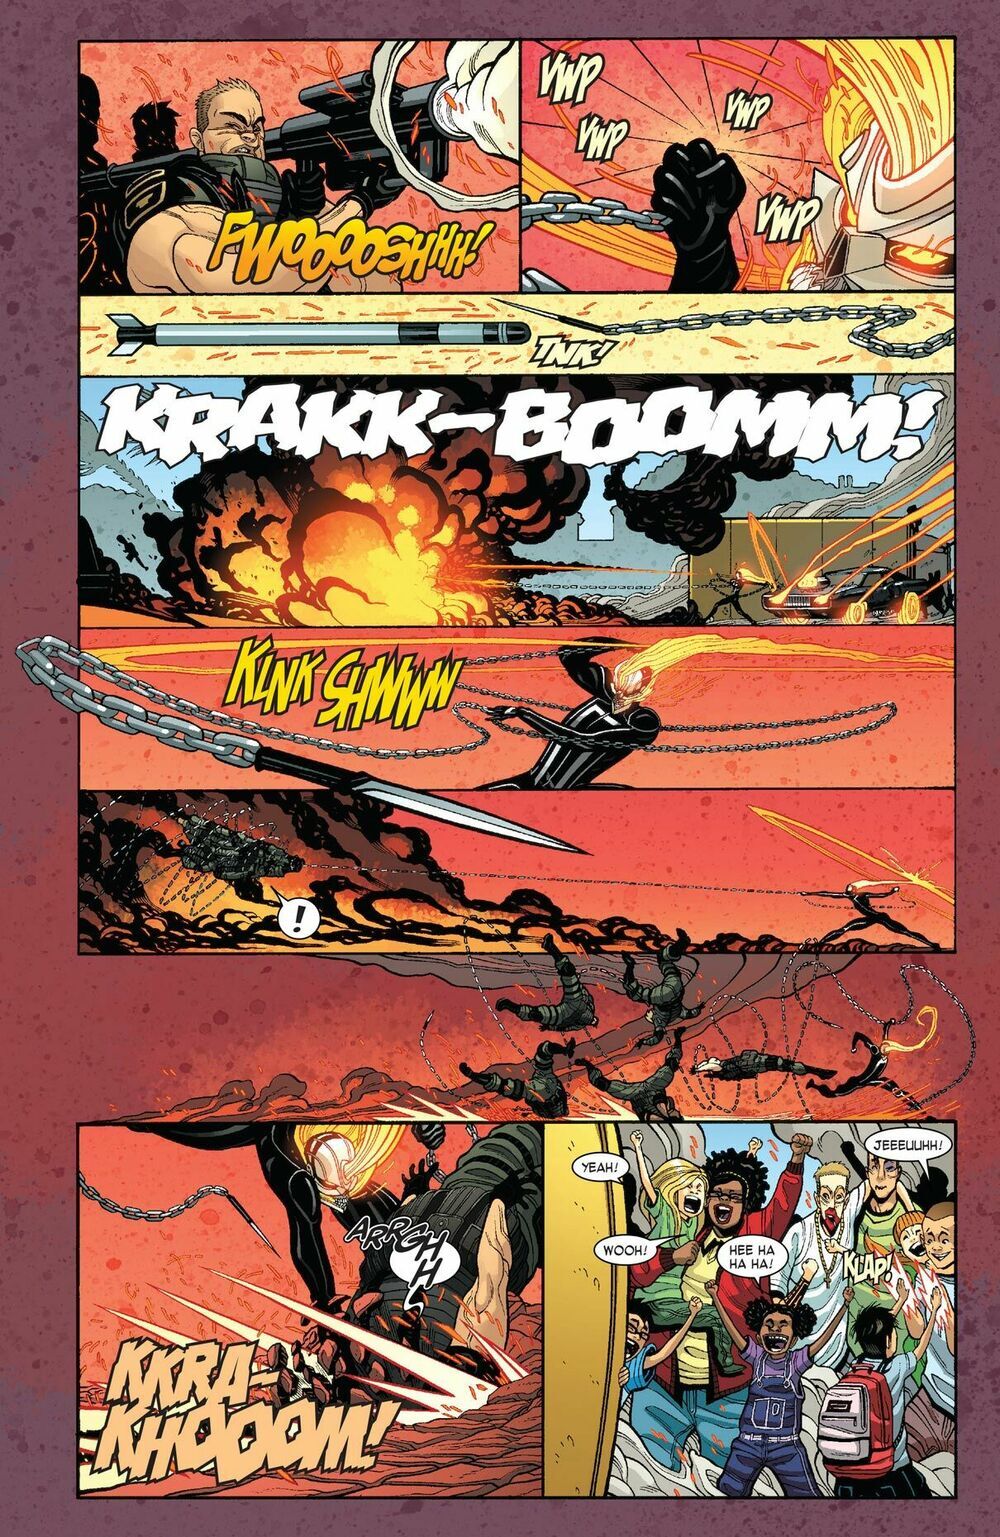 FWOOOOSHHH!
VWP
VWP
VWP
VWP
TNK!
KRAKK-BOOMM!
KLNK
SHWWW
!
ARRGH
H
KKRA-
KHOOOM!
YEAH!
JEEEUUHH!
WOOH!
HEE HA
HA HA!
KLAP!